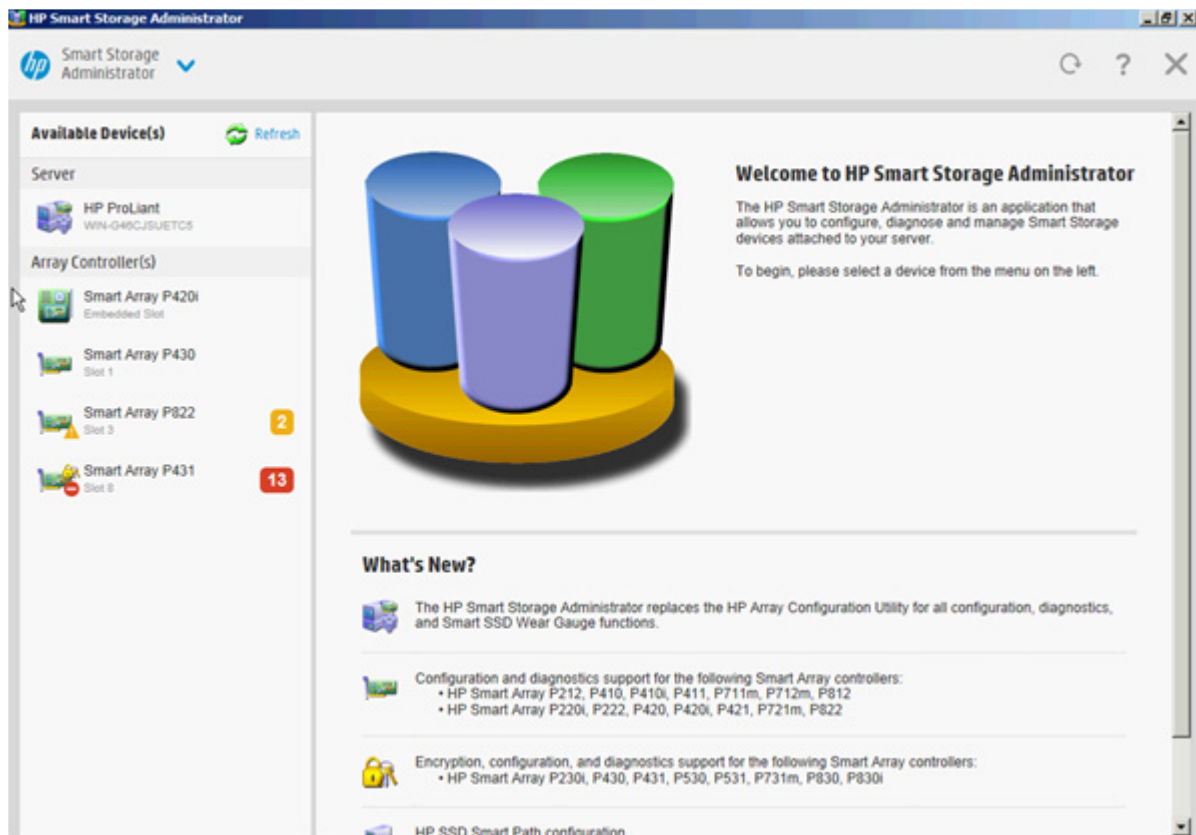 HP Smart Storage Administrator
hp
Smart Storage
Administrator
?
Available Device(s)
Refresh
Server
HP ProLiant
WIN-G46CJSUETC5
Array Controller(s)
Smart Array P420i
Embedded Slot
Smart Array P430
Slot 1
Smart Array P822
Slot 3
2
Smart Array P431
Slot 8
13
Welcome to HP Smart Storage Administrator
The HP Smart Storage Administrator is an application that
allows you to configure, diagnose and manage Smart Storage
devices attached to your server.
To begin, please select a device from the menu on the left.
What's New?
The HP Smart Storage Administrator replaces the HP Array Configuration Utility for all configuration, diagnostics,
and Smart SSD Wear Gauge functions.
Configuration and diagnostics support for the following Smart Array controllers:
• HP Smart Array P212, P410, P410i, P411, P711m, P712m, P812
• HP Smart Array P220i, P222, P420, P420i, P421, P721m, P822
Encryption, configuration, and diagnostics support for the following Smart Array controllers:
• HP Smart Array P230i, P430, P431, P530, P531, P731m, P830, P830i
HP SSD Smart Path configuration